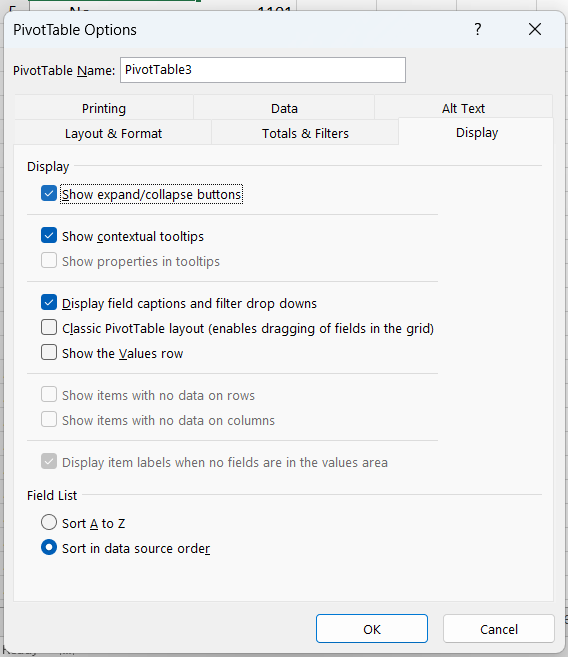 No 1101
PivotTable Options ?
PivotTable Name: PivotTable3
Printing Data Alt Text
Layout & Format Totals & Filters Display
Display
Show expand/collapse buttons
Show contextual tooltips
Show properties in tooltips
Display field captions and filter drop downs
Classic PivotTable layout (enables dragging of fields in the grid)
Show the Values row
Show items with no data on rows
Show items with no data on columns
Display item labels when no fields are in the values area
Field List
Sort A to Z
Sort in data source order
OK Cancel